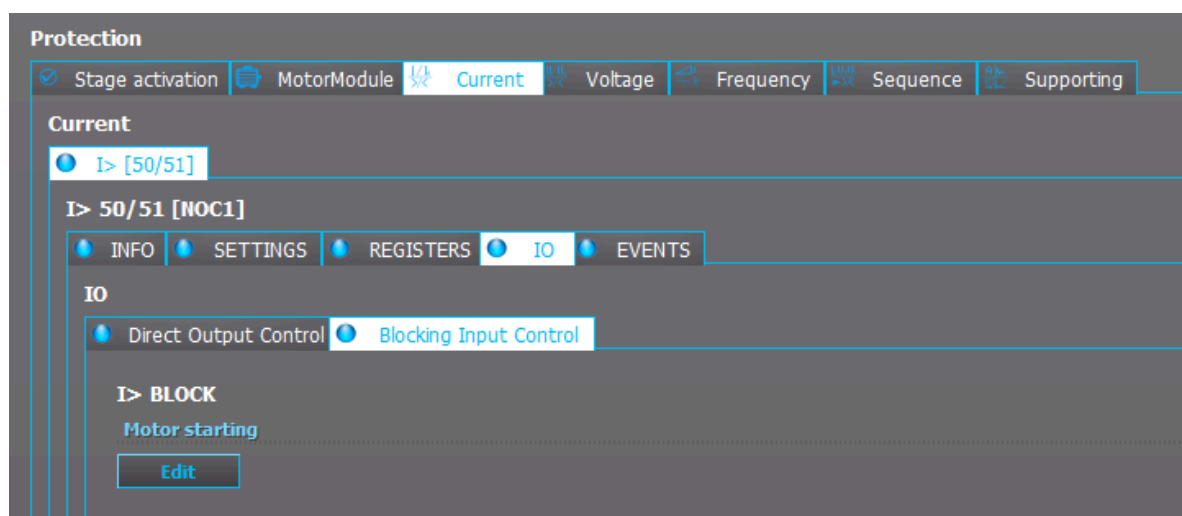 Protection
Stage activation MotorModule Current Voltage Frequency Sequence Supporting
Current
I> [50/51]
I> 50/51 [NOC1]
INFO SETTINGS REGISTERS IO EVENTS
IO
Direct Output Control Blocking Input Control
I> BLOCK
Motor starting
Edit